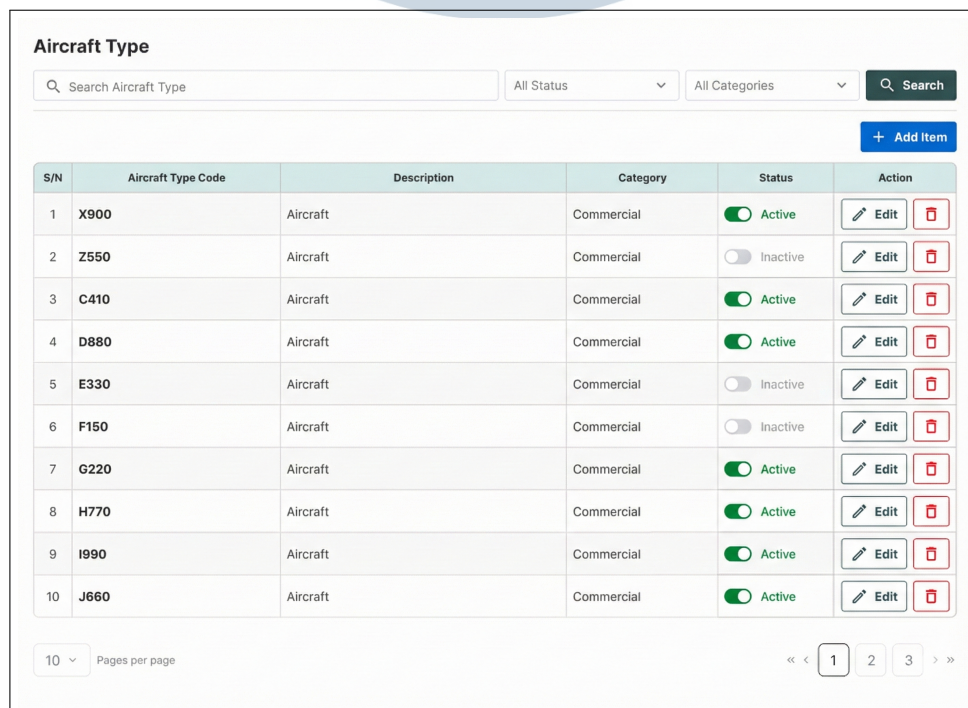 Aircraft Type
Search Aircraft Type All Status All Categories Search
+ Add Item
S/N Aircraft Type Code Description Category Status Action
1 X900 Aircraft Commercial Active Edit
2 Z550 Aircraft Commercial Inactive Edit
3 C410 Aircraft Commercial Active Edit
4 D880 Aircraft Commercial Active Edit
5 E330 Aircraft Commercial Inactive Edit
6 F150 Aircraft Commercial Inactive Edit
7 G220 Aircraft Commercial Active Edit
8 H770 Aircraft Commercial Active Edit
9 I990 Aircraft Commercial Active Edit
10 J660 Aircraft Commercial Active Edit
10 Pages per page « ‹ 1 2 3 › »